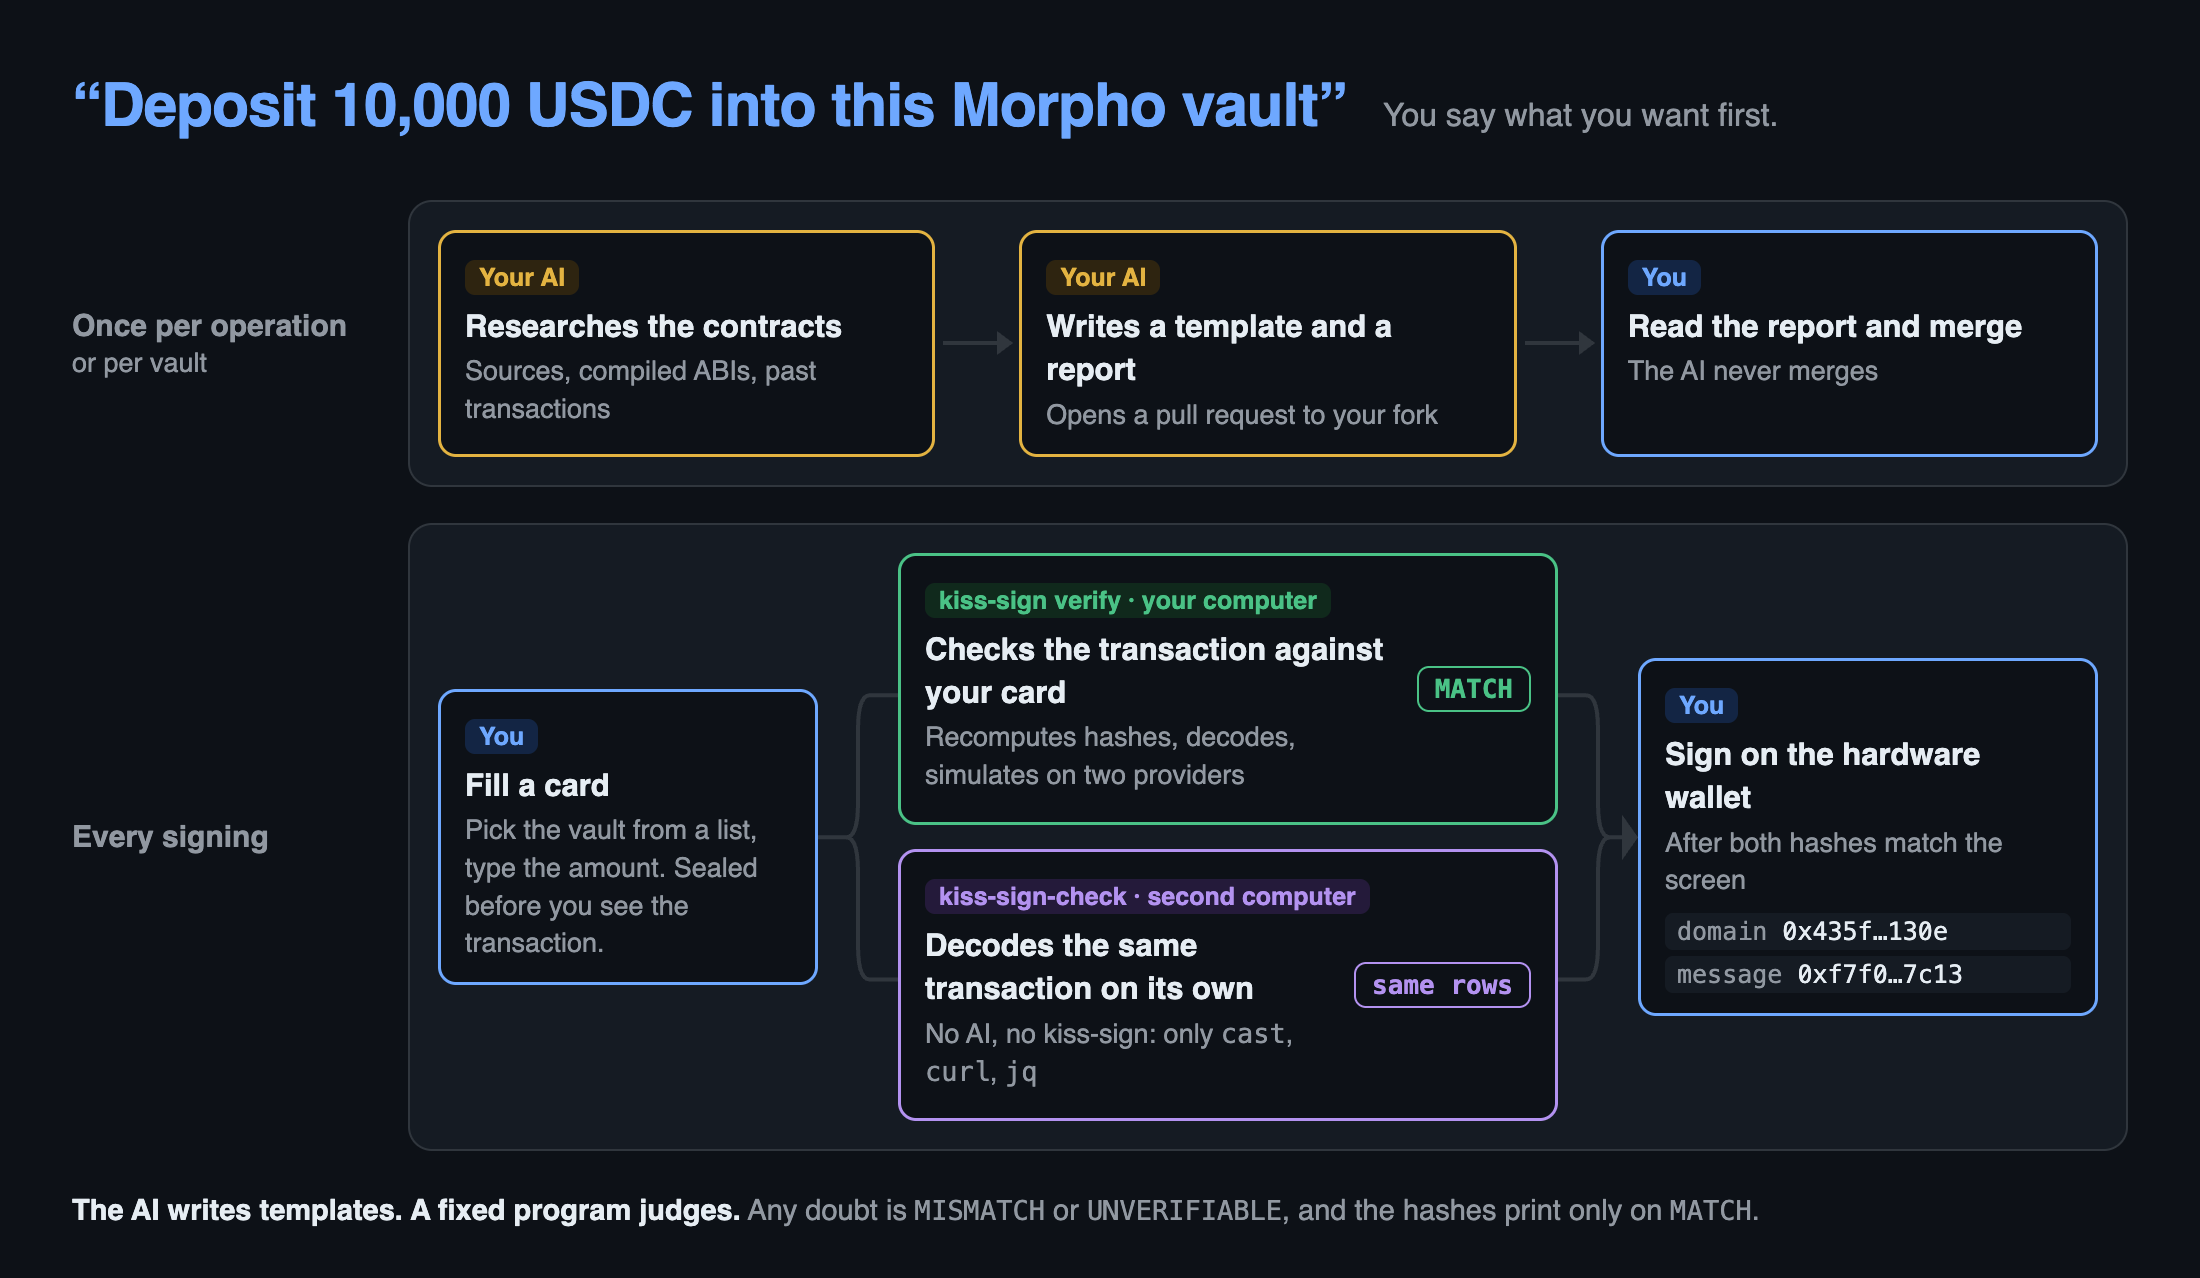 “Deposit 10,000 USDC into this Morpho vault” You say what you want first.
Once per operation
or per vault
Your AI
Researches the contracts
Sources, compiled ABIs, past
transactions
Your AI
Writes a template and a
report
Opens a pull request to your fork
You
Read the report and merge
The AI never merges
Every signing
You
Fill a card
Pick the vault from a list,
type the amount. Sealed
before you see the
transaction.
kiss-sign verify · your computer
Checks the transaction against
your card
Recomputes hashes, decodes,
simulates on two providers
MATCH
kiss-sign-check · second computer
Decodes the same
transaction on its own
No AI, no kiss-sign: only cast,
curl, jq
same rows
You
Sign on the hardware
wallet
After both hashes match the
screen
domain 0x435f…130e
message 0xf7f0…7c13
The AI writes templates. A fixed program judges. Any doubt is MISMATCH or UNVERIFIABLE, and the hashes print only on MATCH.